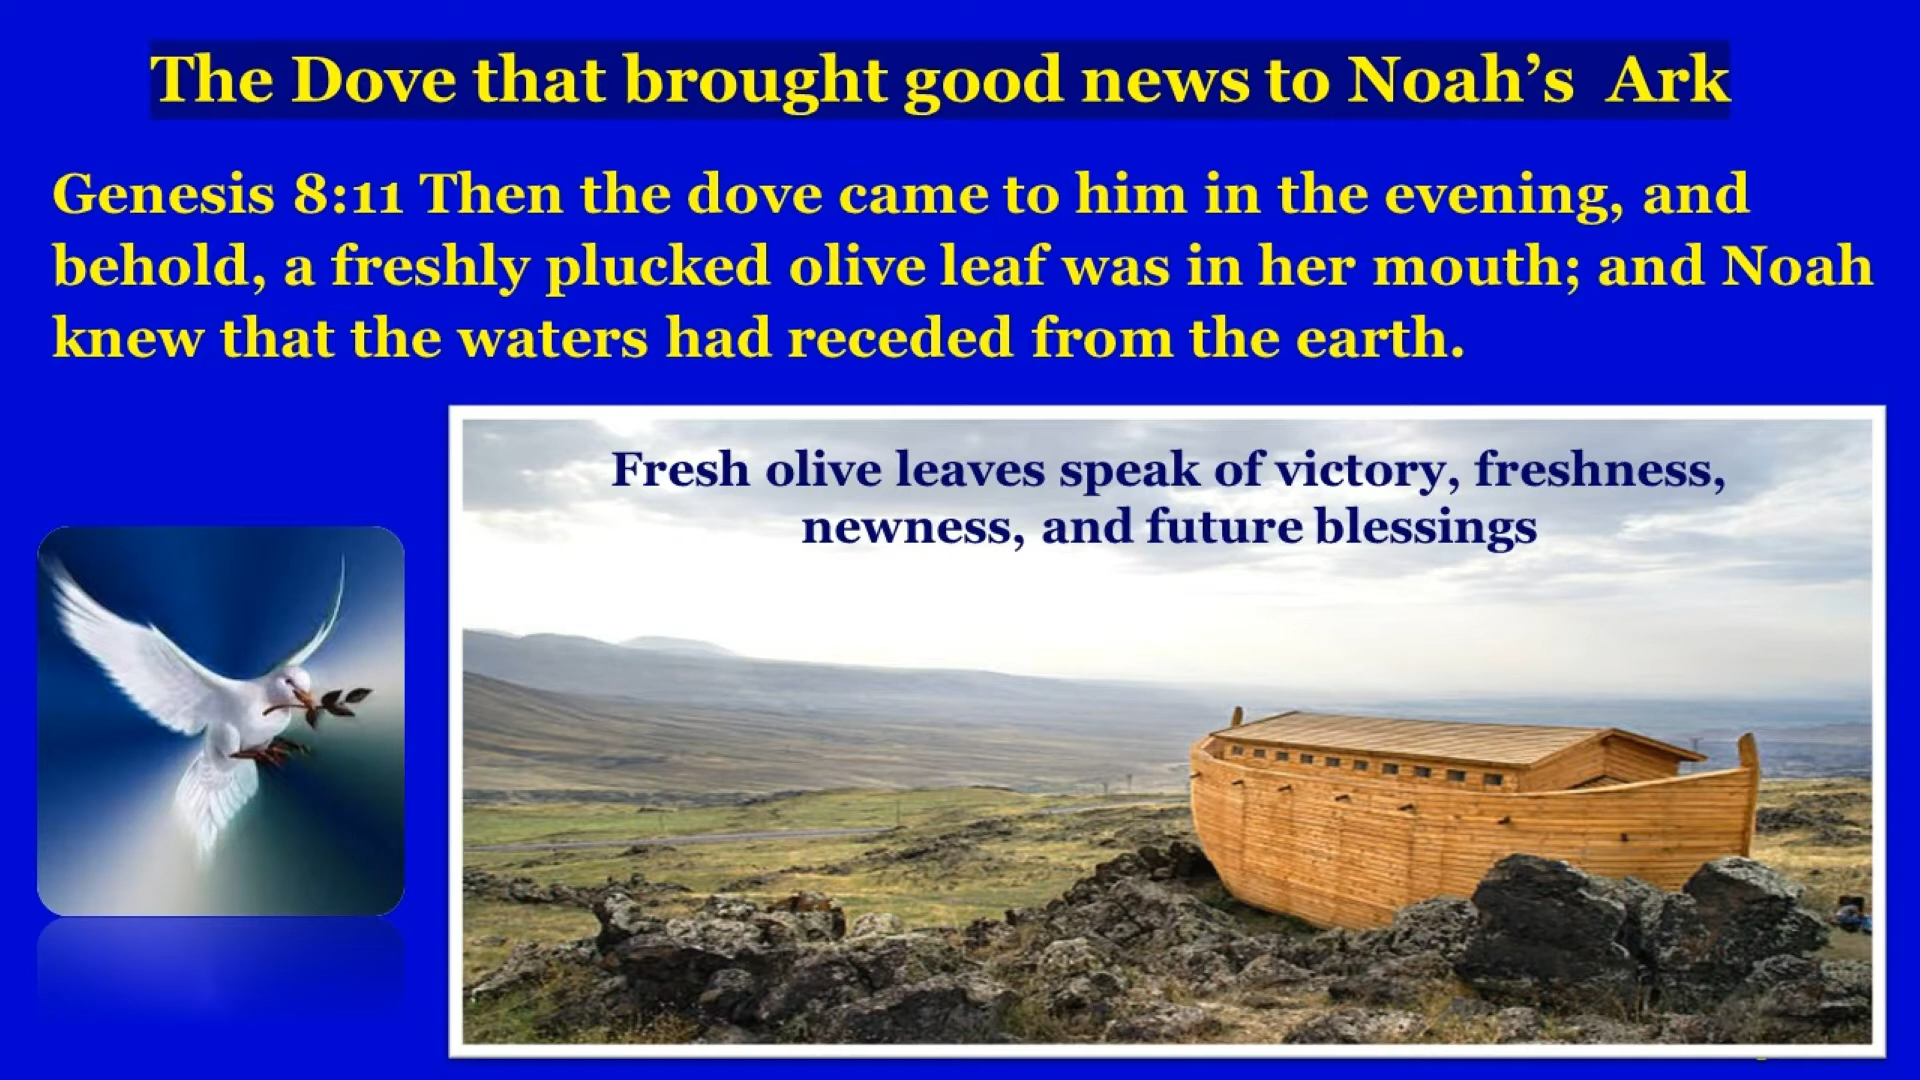 The Dove that brought good news to Noah’s  Ark
Genesis 8:11 Then the dove came to him in the evening, and
behold, a freshly plucked olive leaf was in her mouth; and Noah
knew that the waters had receded from the earth.
Fresh olive leaves speak of victory, freshness,
newness, and future blessings